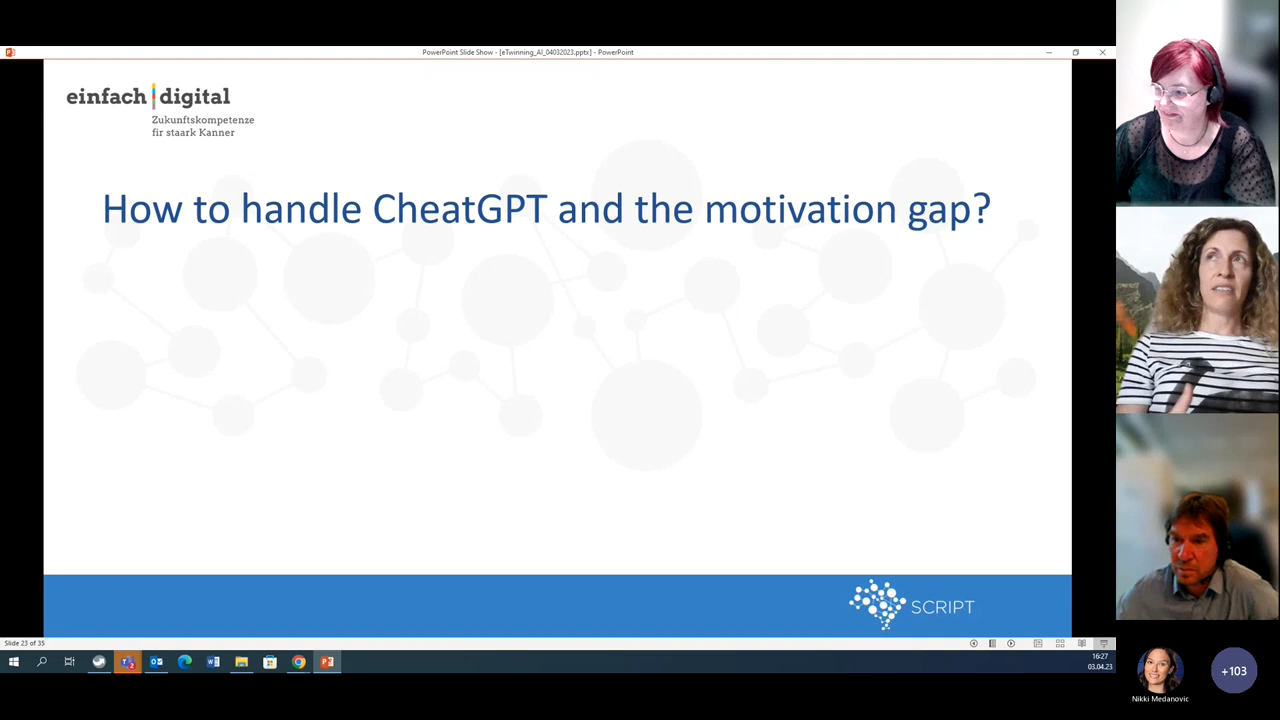 PowerPoint Slide Show - [eTwinning_AI_04032023.pptx] - PowerPoint
einfach digital
Zukunftskompetenze
fir staark Kanner
How to handle CheatGPT and the motivation gap?
SCRIPT
Slide 23 of 35
16:27
03.04.23
Nikki Medanovic
+103